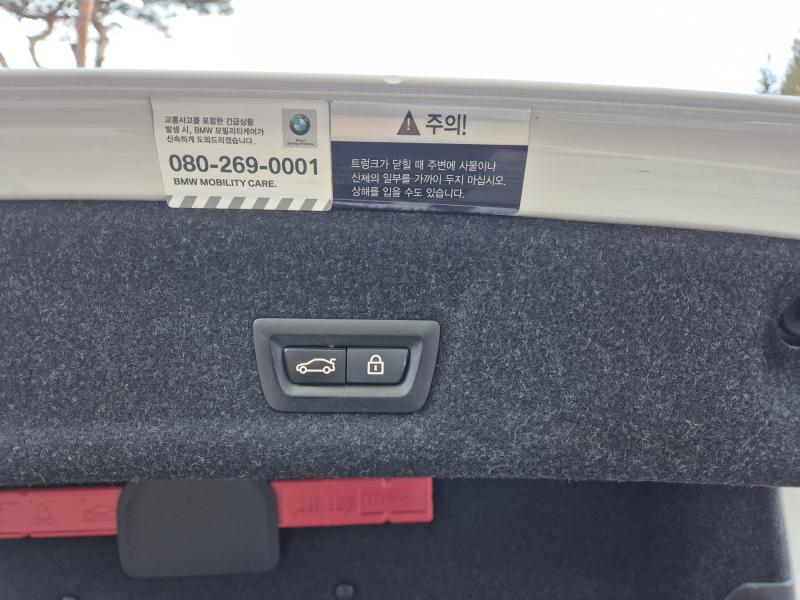 교통사고를 포함한 긴급상황
발생 시, BMW 모빌리티케어가
신속하게 도와드리겠습니다.
080-269-0001
BMW MOBILITY CARE.
주의!
트렁크가 닫힐 때 주변에 사물이나
신체의 일부를 가까이 두지 마십시오.
상해를 입을 수도 있습니다.